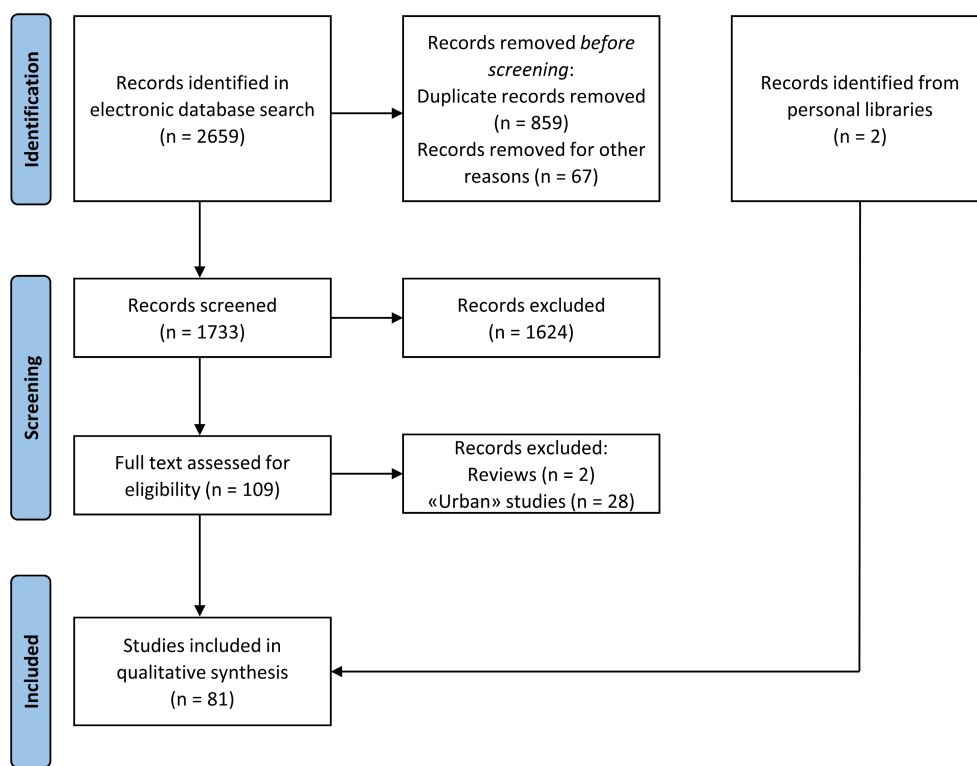 Identification
Records identified in
electronic database search
(n = 2659)
Records removed before
screening:
Duplicate records removed
(n = 859)
Records removed for other
reasons (n = 67)
Records identified from
personal libraries
(n = 2)
Screening
Records screened
(n = 1733)
Records excluded
(n = 1624)
Full text assessed for
eligibility (n = 109)
Records excluded:
Reviews (n = 2)
«Urban» studies (n = 28)
Included
Studies included in
qualitative synthesis
(n = 81)